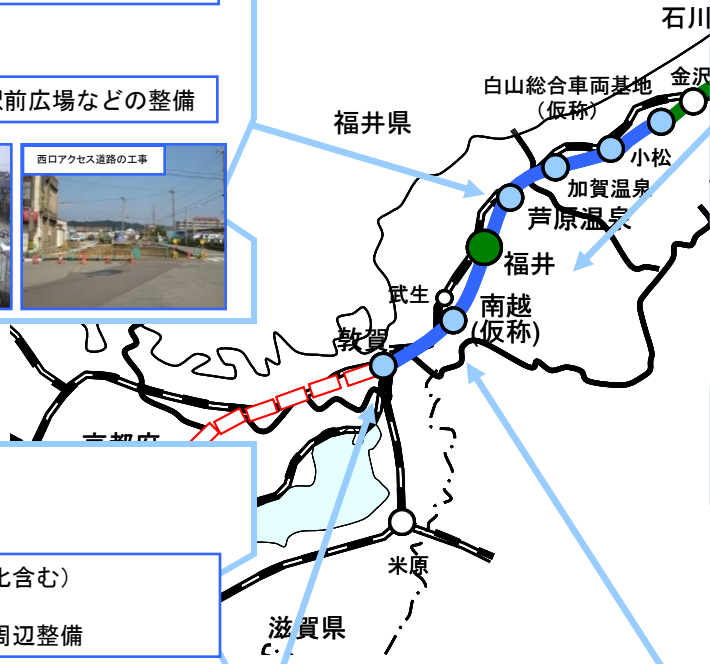 石川
駅前広場などの整備
白山総合車両基地
(仮称)
金沢
福井県
西口アクセス道路の工事
小松
加賀温泉
芦原温泉
福井
武生
南越
(仮称)
敦賀
京都府
米原
化含む）
周辺整備
滋賀県